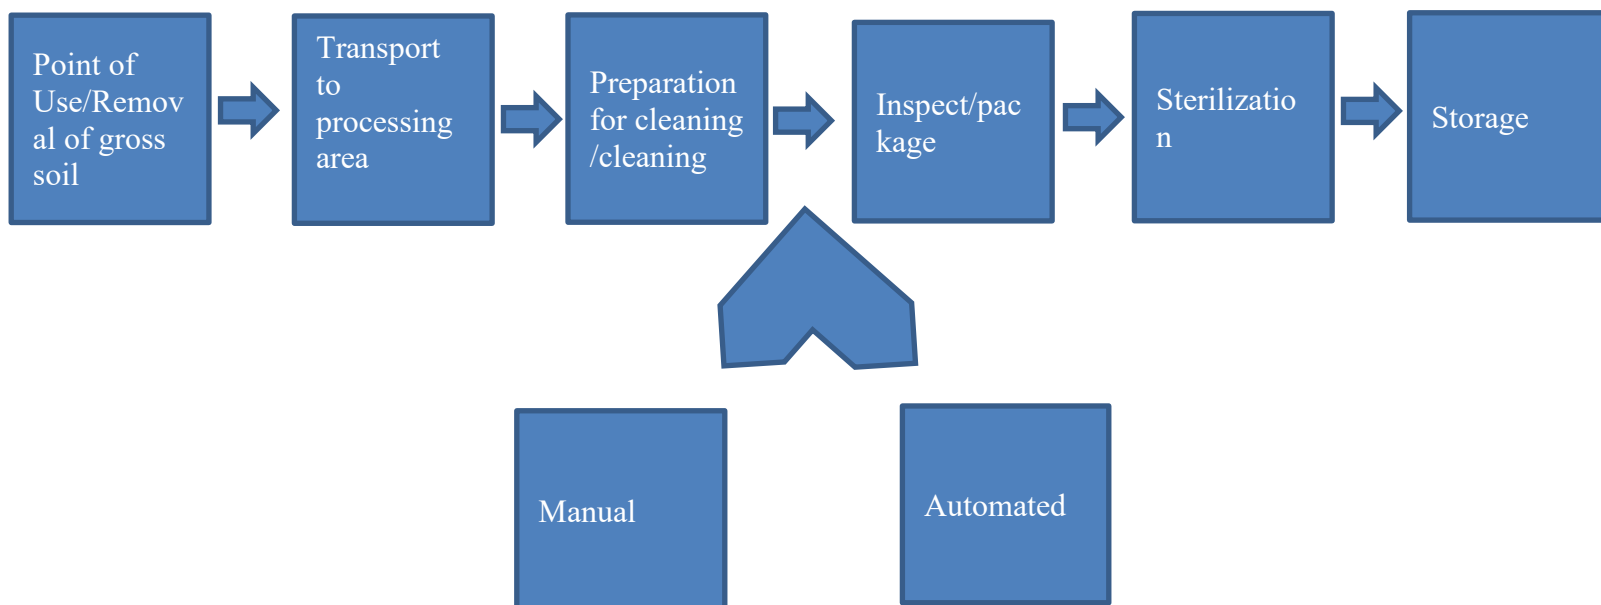 Point of
Use/Remov
al of gross
soil
Transport
to
processing
area
Preparation
for cleaning
/cleaning
Inspect/pac
kage
Sterilizatio
n
Storage
Manual
Automated